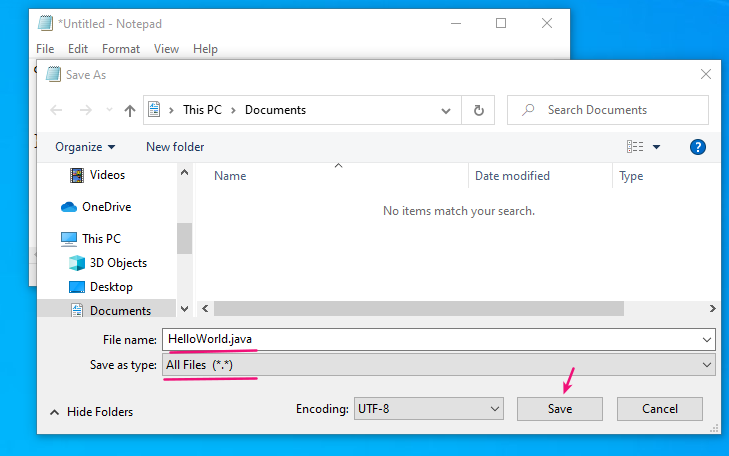 *Untitled - Notepad
File Edit Format View Help
Save As
This PC Documents
Search Documents
Organize New folder
Name Date modified Type
No items match your search.
Videos
OneDrive
This PC
3D Objects
Desktop
Documents
File name: HelloWorld.java
Save as type: All Files (*.*)
Hide Folders Encoding: UTF-8 Save Cancel